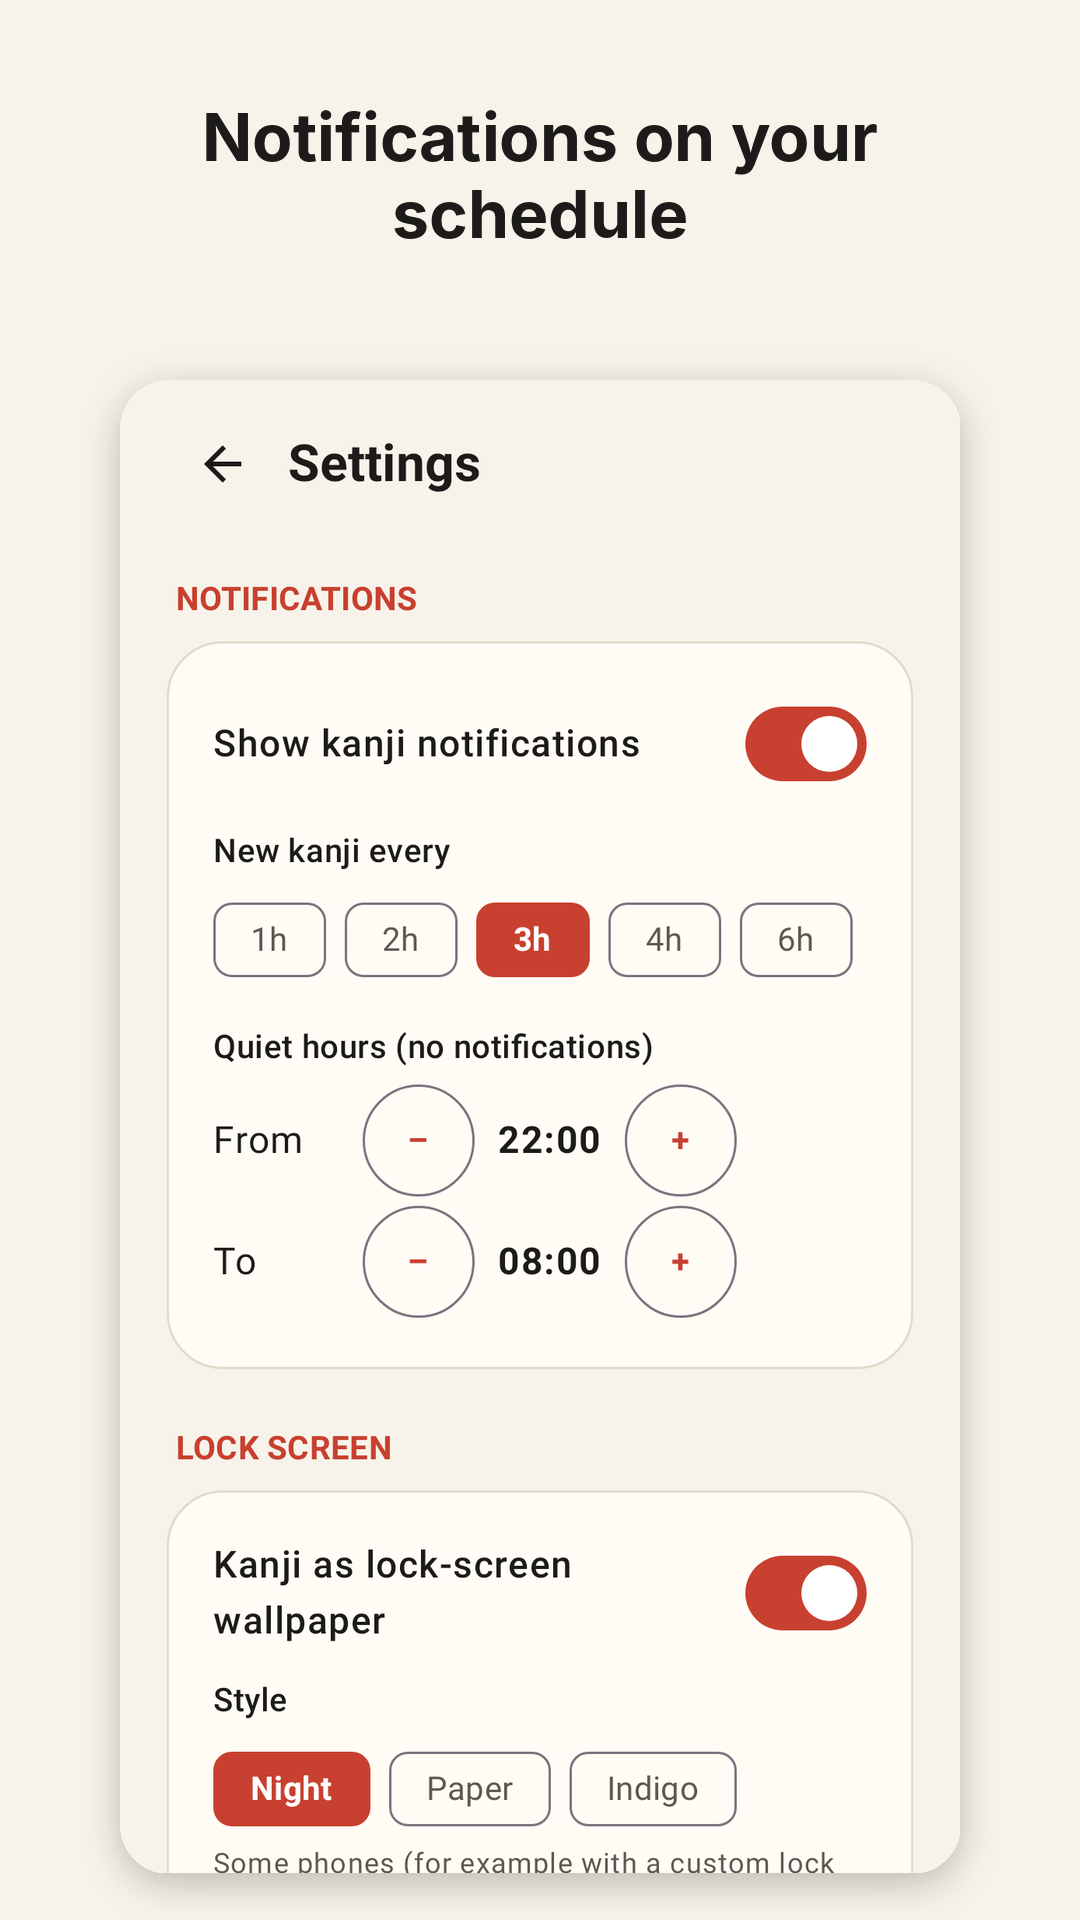 Notifications on your
schedule
Settings
NOTIFICATIONS
Show kanji notifications
New kanji every
1h 2h 3h 4h 6h
Quiet hours (no notifications)
From − 22:00 +
To − 08:00 +
LOCK SCREEN
Kanji as lock-screen
wallpaper
Style
Night Paper Indigo
Some phones (for example with a custom lock